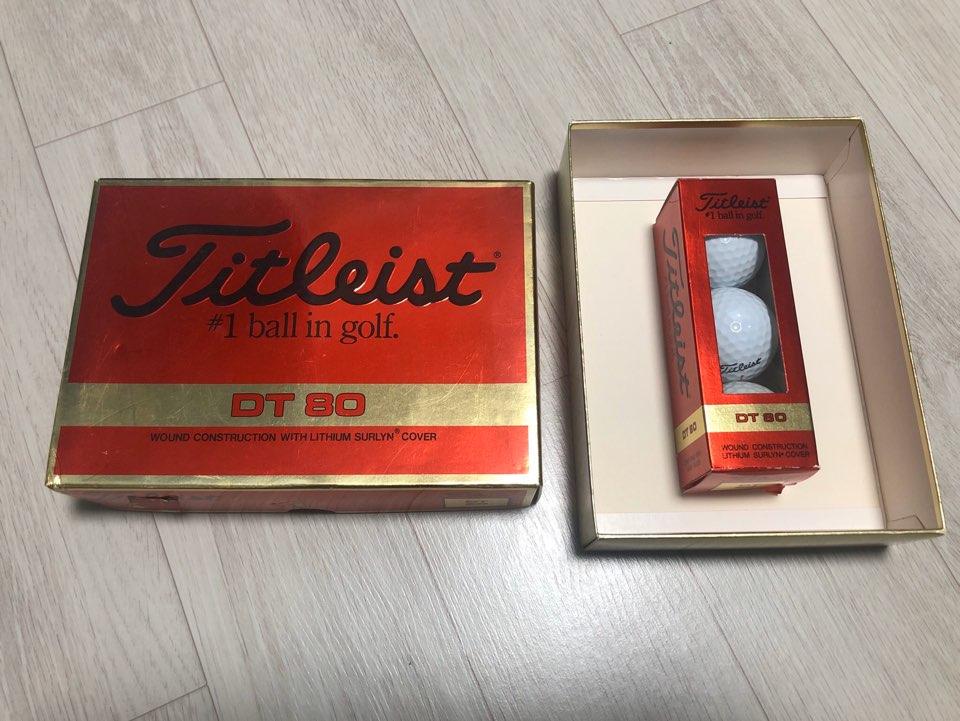 Titleist®
#1 ball in golf.
DT 80
WOUND CONSTRUCTION WITH LITHIUM SURLYN® COVER
Titleist
#1 ball in golf.
Titleist
Titleist
DT 80
DT 80
WOUND CONSTRUCTION
LITHIUM SURLYN® COVER